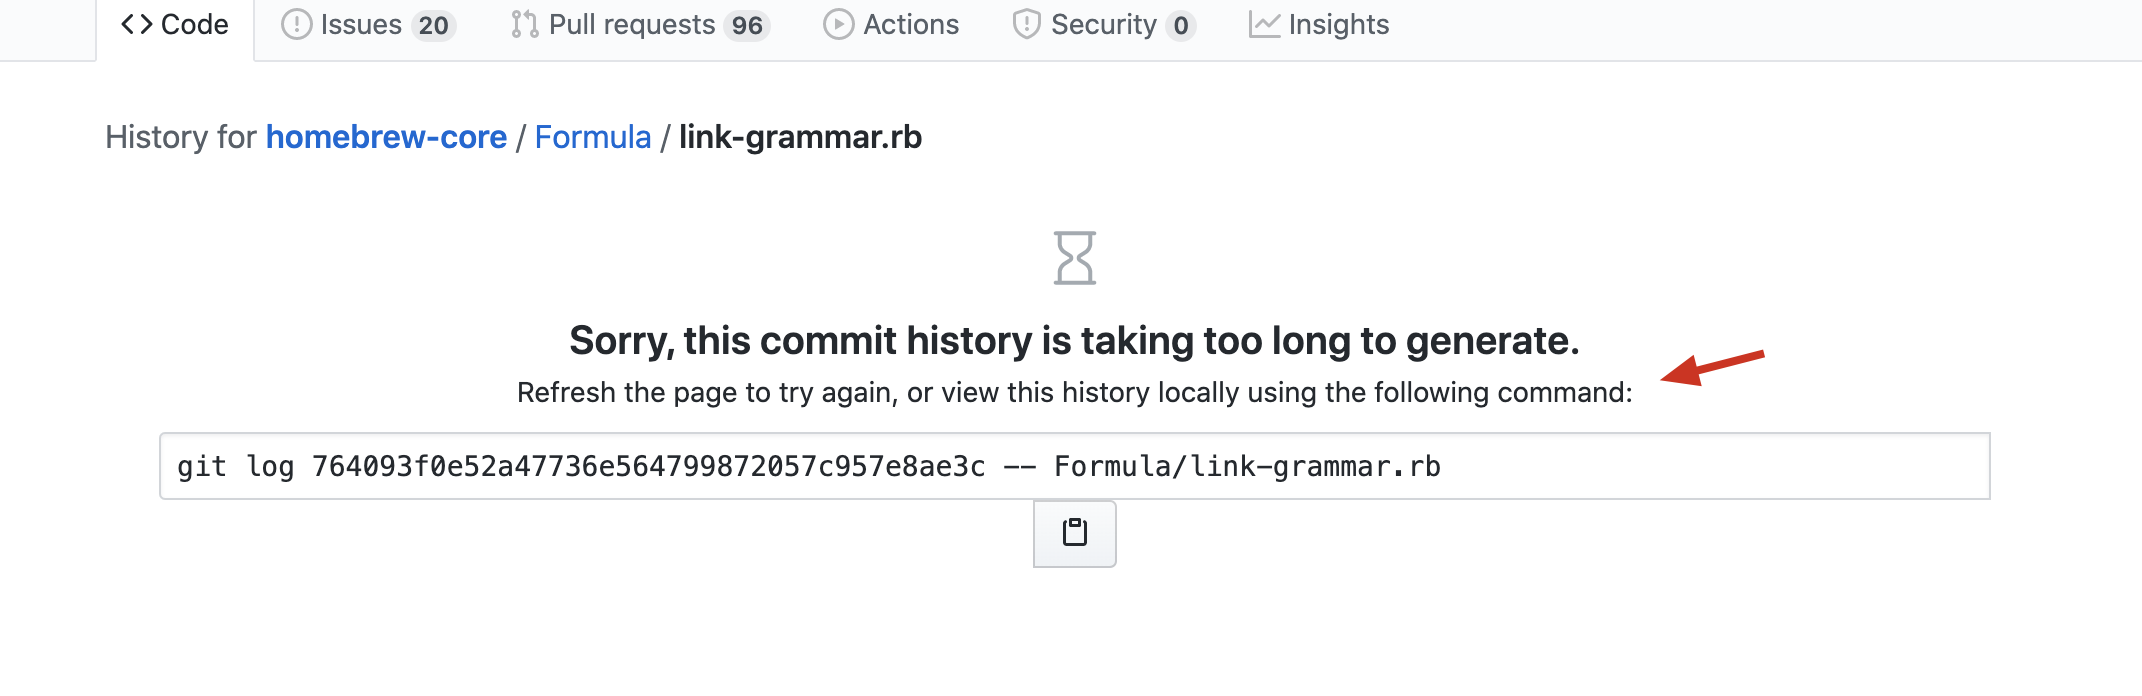 Code Issues 20 Pull requests 96 Actions Security 0 Insights
History for homebrew-core / Formula / link-grammar.rb
Sorry, this commit history is taking too long to generate.
Refresh the page to try again, or view this history locally using the following command:
git log 764093f0e52a47736e564799872057c957e8ae3c -- Formula/link-grammar.rb